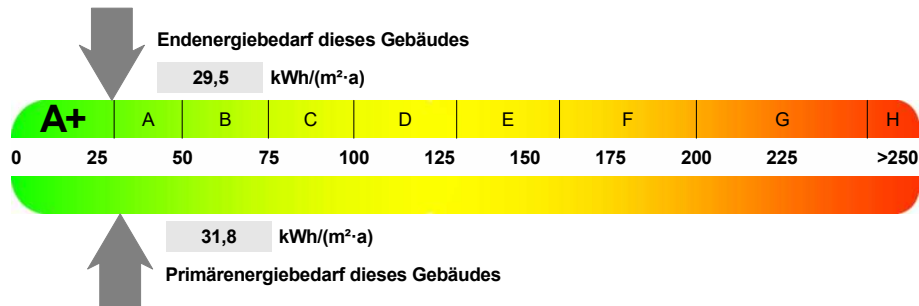 Endenergiebedarf dieses Gebäudes
29,5 kWh/(m²·a)
A+ A B C D E F G H
0 25 50 75 100 125 150 175 200 225 >250
31,8 kWh/(m²·a)
Primärenergiebedarf dieses Gebäudes